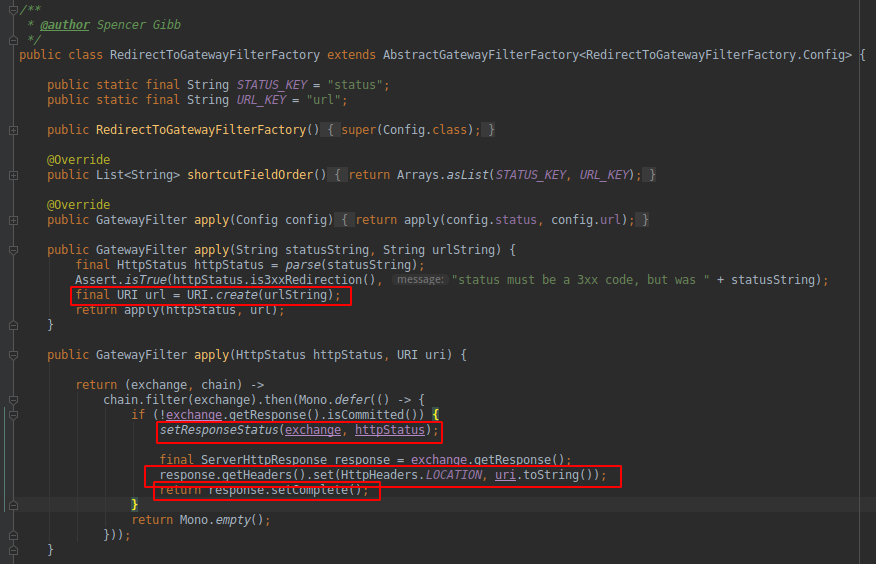 /**
 * @author Spencer Gibb
 */
public class RedirectToGatewayFilterFactory extends AbstractGatewayFilterFactory<RedirectToGatewayFilterFactory.Config> {
public static final String STATUS_KEY = "status";
public static final String URL_KEY = "url";
public RedirectToGatewayFilterFactory() { super(Config.class); }
@Override
public List<String> shortcutFieldOrder() { return Arrays.asList(STATUS_KEY, URL_KEY); }
@Override
public GatewayFilter apply(Config config) { return apply(config.status, config.url); }
public GatewayFilter apply(String statusString, String urlString) {
final HttpStatus httpStatus = parse(statusString);
Assert.isTrue(httpStatus.is3xxRedirection(), message: "status must be a 3xx code, but was " + statusString);
final URI url = URI.create(urlString);
return apply(httpStatus, url);
}
public GatewayFilter apply(HttpStatus httpStatus, URI uri) {
return (exchange, chain) ->
chain.filter(exchange).then(Mono.defer(() -> {
if (!exchange.getResponse().isCommitted()) {
setResponseStatus(exchange, httpStatus);
final ServerHttpResponse response = exchange.getResponse();
response.getHeaders().set(HttpHeaders.LOCATION, uri.toString());
return response.setComplete();
}
return Mono.empty();
}));
}